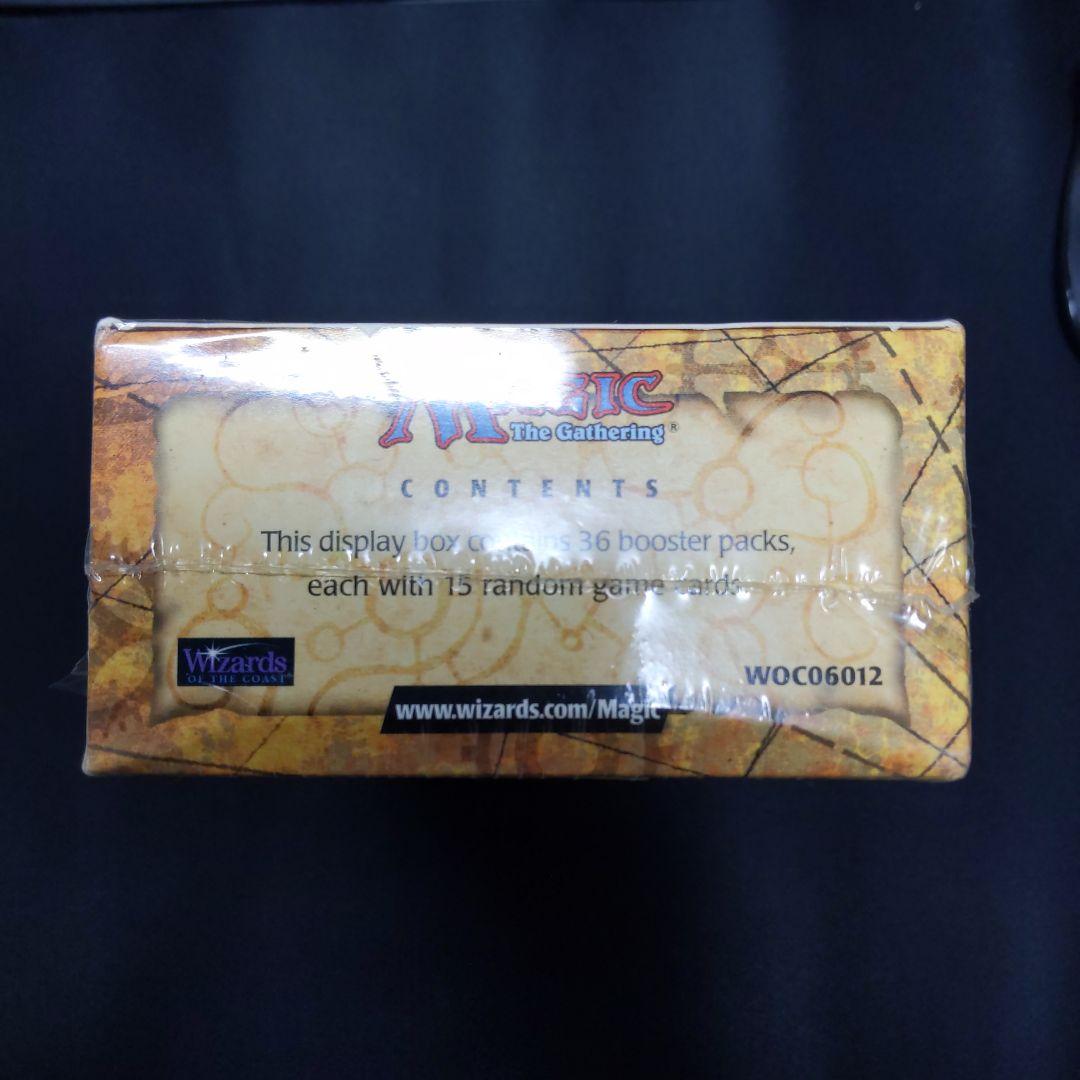 MAGIC
The Gathering®
CONTENTS
This display box contains 36 booster packs,
each with 15 random game cards.
Wizards
OF THE COAST®
WOC06012
www.wizards.com/Magic